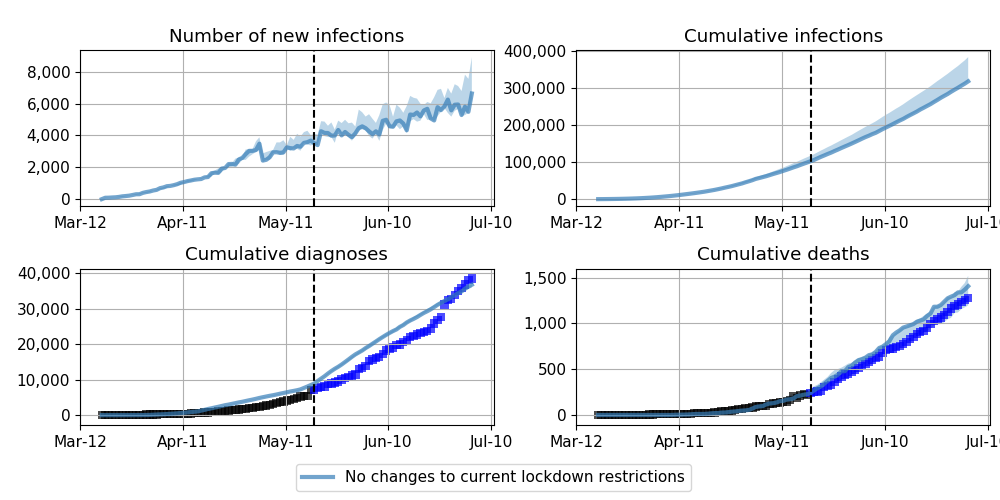 Number of new infections
8,000
6,000
4,000
2,000
0
Mar-12 Apr-11 May-11 Jun-10 Jul-10
Cumulative infections
400,000
300,000
200,000
100,000
0
Mar-12 Apr-11 May-11 Jun-10 Jul-10
Cumulative diagnoses
40,000
30,000
20,000
10,000
0
Mar-12 Apr-11 May-11 Jun-10 Jul-10
Cumulative deaths
1,500
1,000
500
0
Mar-12 Apr-11 May-11 Jun-10 Jul-10
No changes to current lockdown restrictions